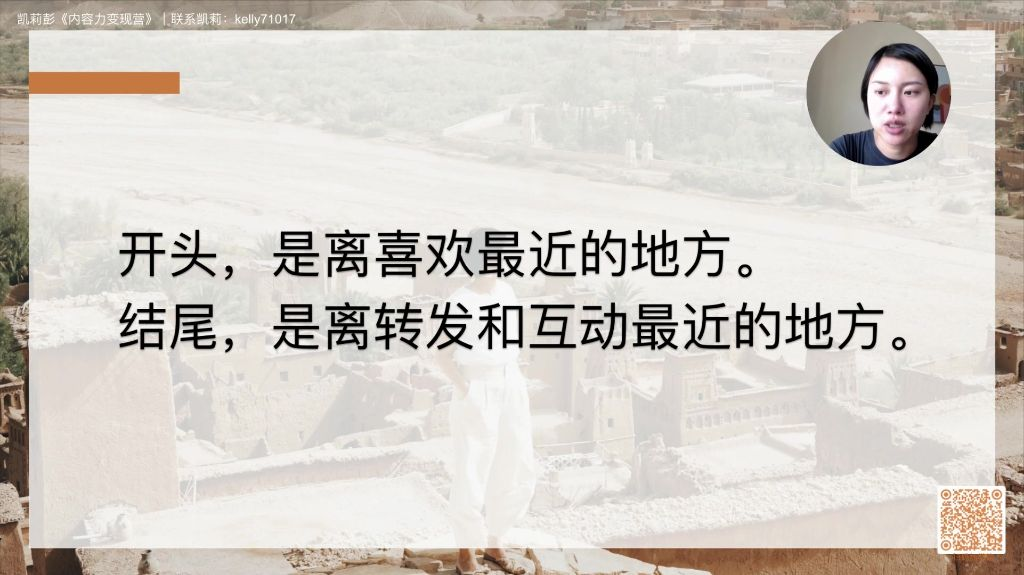 凯莉彭《内容力变现营》｜联系凯莉：kelly71017
开头，是离喜欢最近的地方。
结尾，是离转发和互动最近的地方。